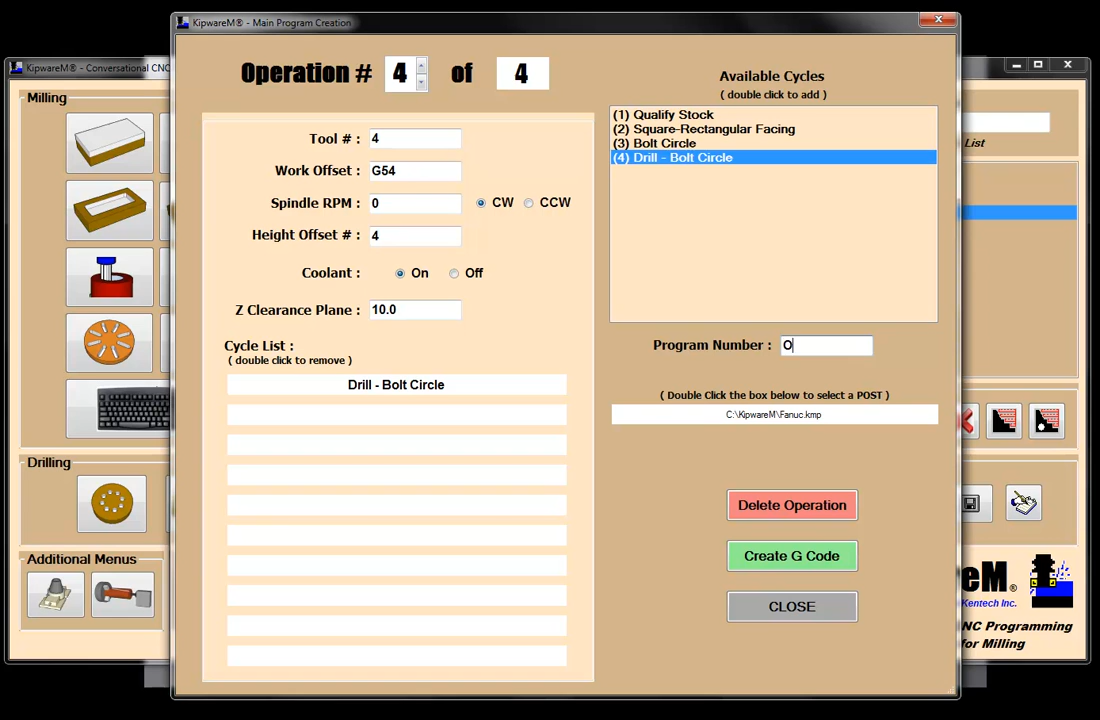 KipwareM® - Main Program Creation
KipwareM® - Conversational CNC
Milling
Drilling
Additional Menus
Operation # 4 of 4
Tool # : 4
Work Offset : G54
Spindle RPM : 0 CW CCW
Height Offset # : 4
Coolant : On Off
Z Clearance Plane : 10.0
Cycle List :
( double click to remove )
Drill - Bolt Circle
Available Cycles
( double click to add )
(1) Qualify Stock
(2) Square-Rectangular Facing
(3) Bolt Circle
(4) Drill - Bolt Circle
Program Number : O
( Double Click the box below to select a POST )
C:\KipwareM\Fanuc.kmp
Delete Operation
Create G Code
CLOSE
List
eM®
Kentech Inc.
NC Programming
for Milling